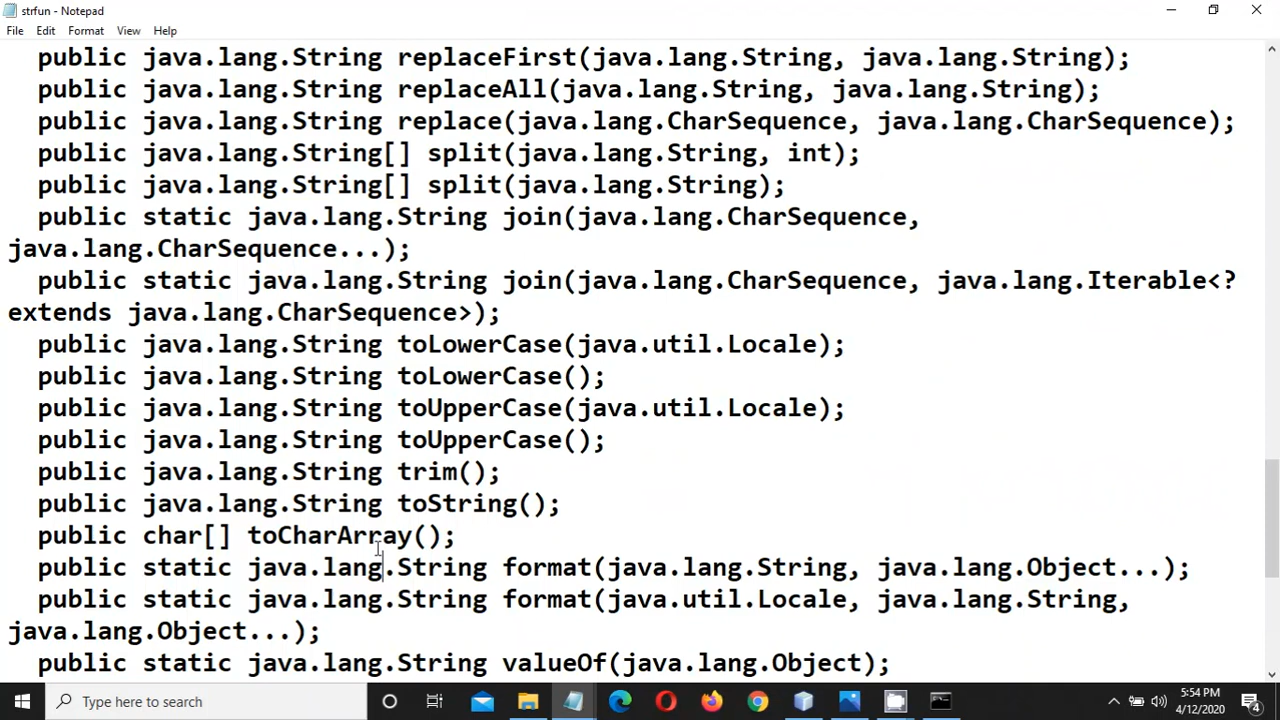 strfun - Notepad
File Edit Format View Help
public java.lang.String replaceFirst(java.lang.String, java.lang.String);
public java.lang.String replaceAll(java.lang.String, java.lang.String);
public java.lang.String replace(java.lang.CharSequence, java.lang.CharSequence);
public java.lang.String[] split(java.lang.String, int);
public java.lang.String[] split(java.lang.String);
public static java.lang.String join(java.lang.CharSequence,
java.lang.CharSequence...);
public static java.lang.String join(java.lang.CharSequence, java.lang.Iterable<?
extends java.lang.CharSequence>);
public java.lang.String toLowerCase(java.util.Locale);
public java.lang.String toLowerCase();
public java.lang.String toUpperCase(java.util.Locale);
public java.lang.String toUpperCase();
public java.lang.String trim();
public java.lang.String toString();
public char[] toCharArray();
public static java.lang.String format(java.lang.String, java.lang.Object...);
public static java.lang.String format(java.util.Locale, java.lang.String,
java.lang.Object...);
public static java.lang.String valueOf(java.lang.Object);
Type here to search
5:54 PM
4/12/2020
4